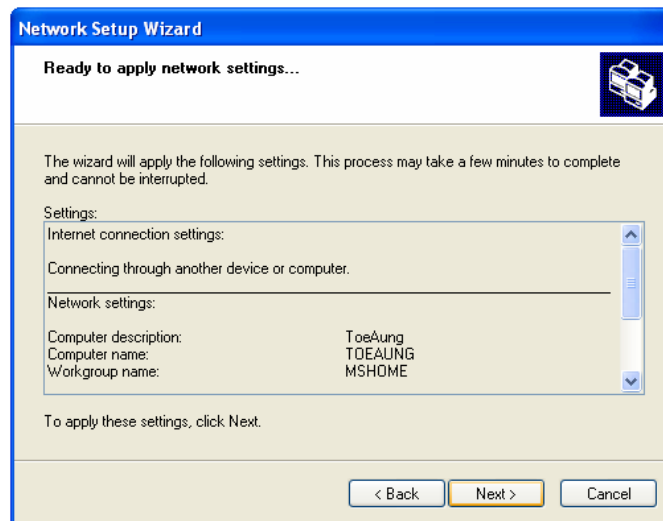 Network Setup Wizard
Ready to apply network settings...
The wizard will apply the following settings. This process may take a few minutes to complete
and cannot be interrupted.
Settings:
Internet connection settings:
Connecting through another device or computer.
Network settings:
Computer description: ToeAung
Computer name: TOEAUNG
Workgroup name: MSHOME
To apply these settings, click Next.
< Back Next > Cancel